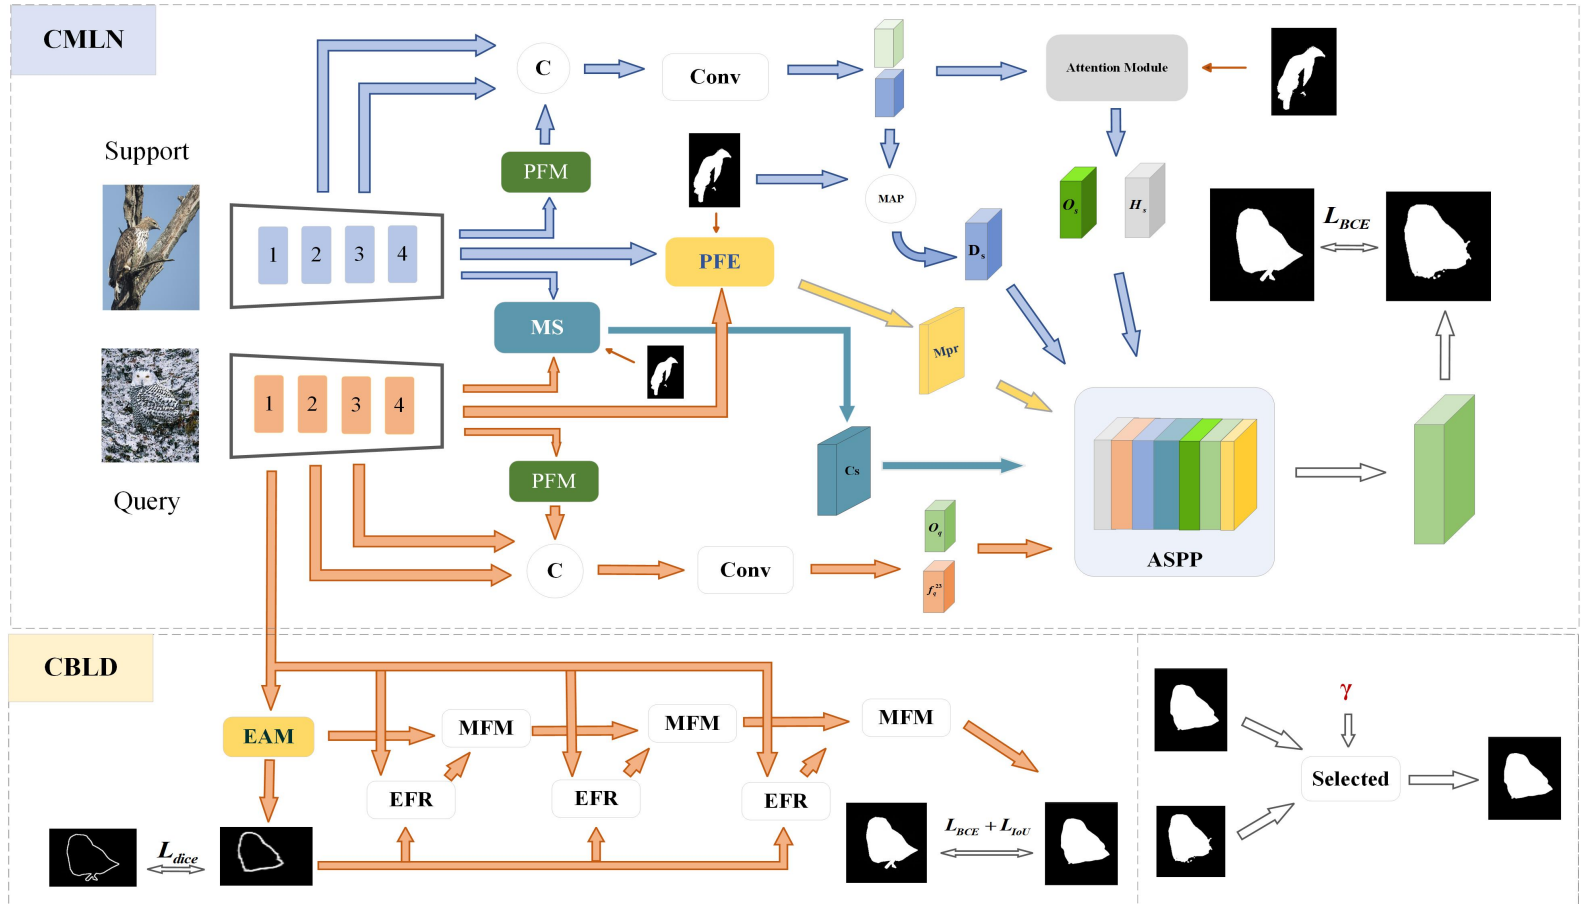 CMLN
C
Conv
Attention Module
Support
PFM
MAP
O_s
H_s
1 2 3 4
PFE
D_s
L_BCE
MS
Mpr
1 2 3 4
Cs
PFM
Query
O_q
C
Conv
f_q^23
ASPP
CBLD
γ
MFM
MFM
MFM
EAM
Selected
EFR
EFR
EFR
L_dice
L_BCE + L_IoU